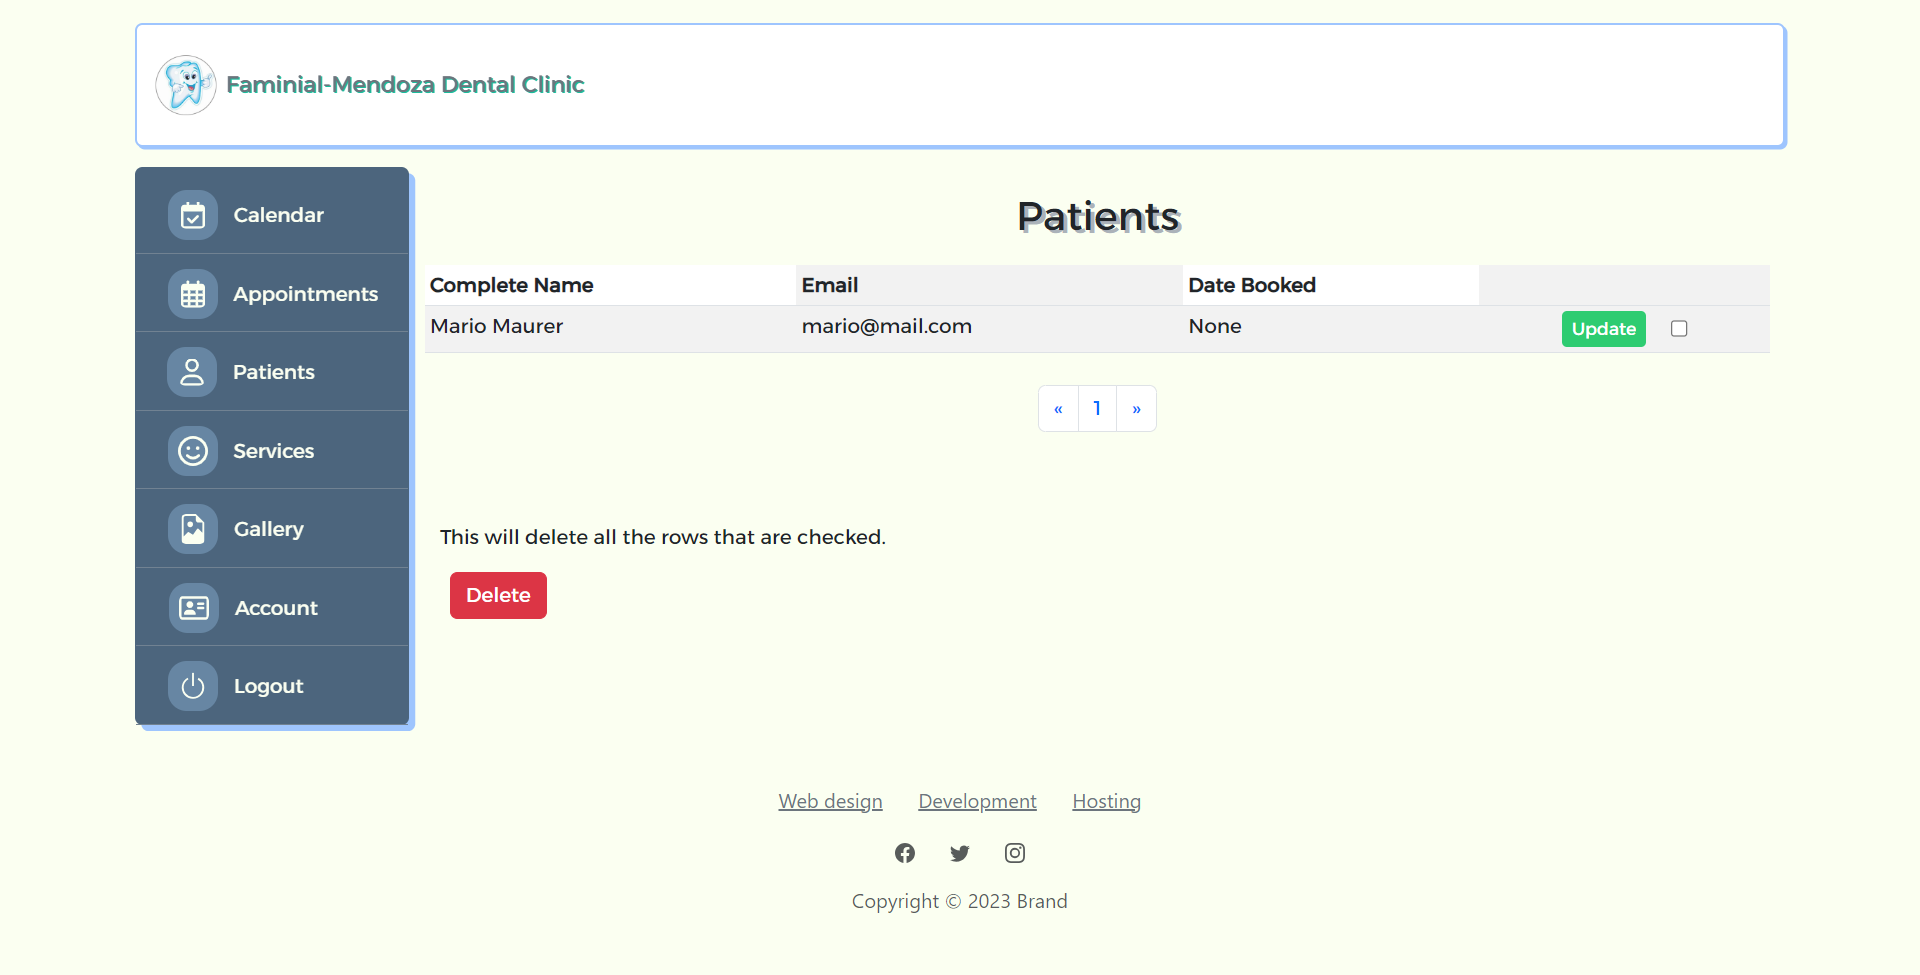 Faminial-Mendoza Dental Clinic
Calendar
Appointments
Patients
Services
Gallery
Account
Logout
Patients
Complete Name Email Date Booked
Mario Maurer mario@mail.com None Update
« 1 »
This will delete all the rows that are checked.
Delete
Web design Development Hosting
Copyright © 2023 Brand